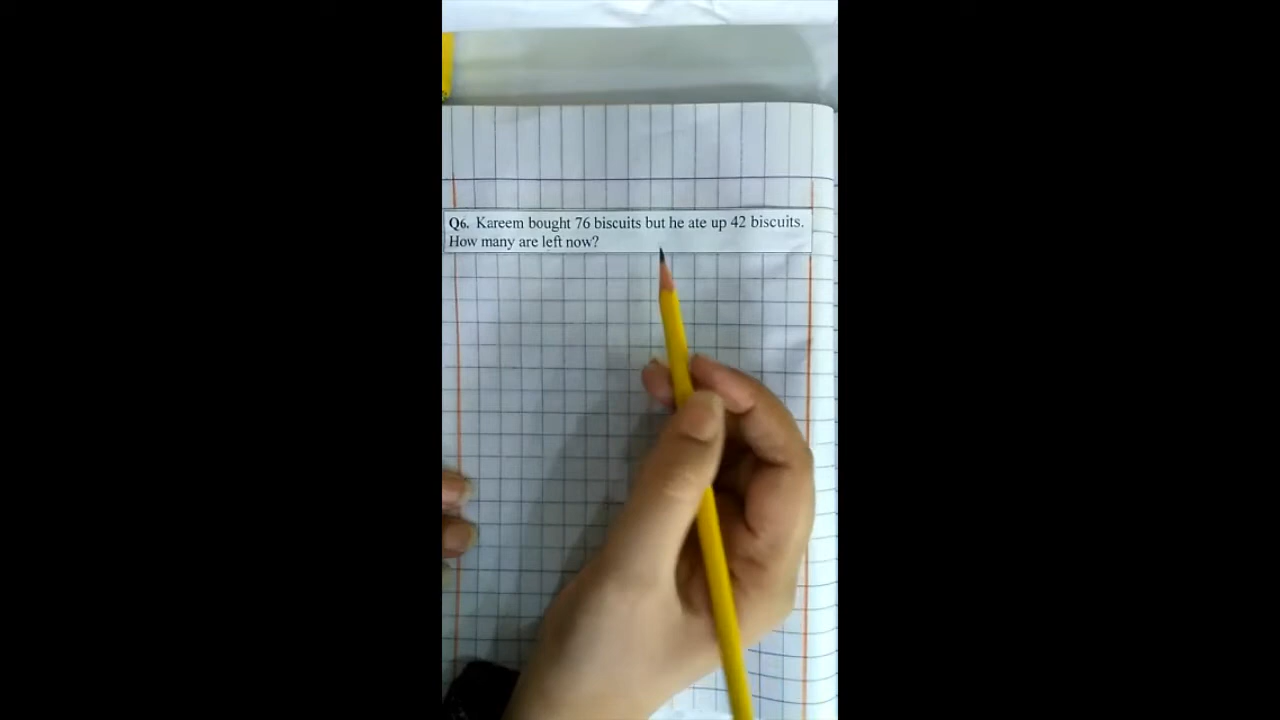 Q6. Kareem bought 76 biscuits but he ate up 42 biscuits.
How many are left now?